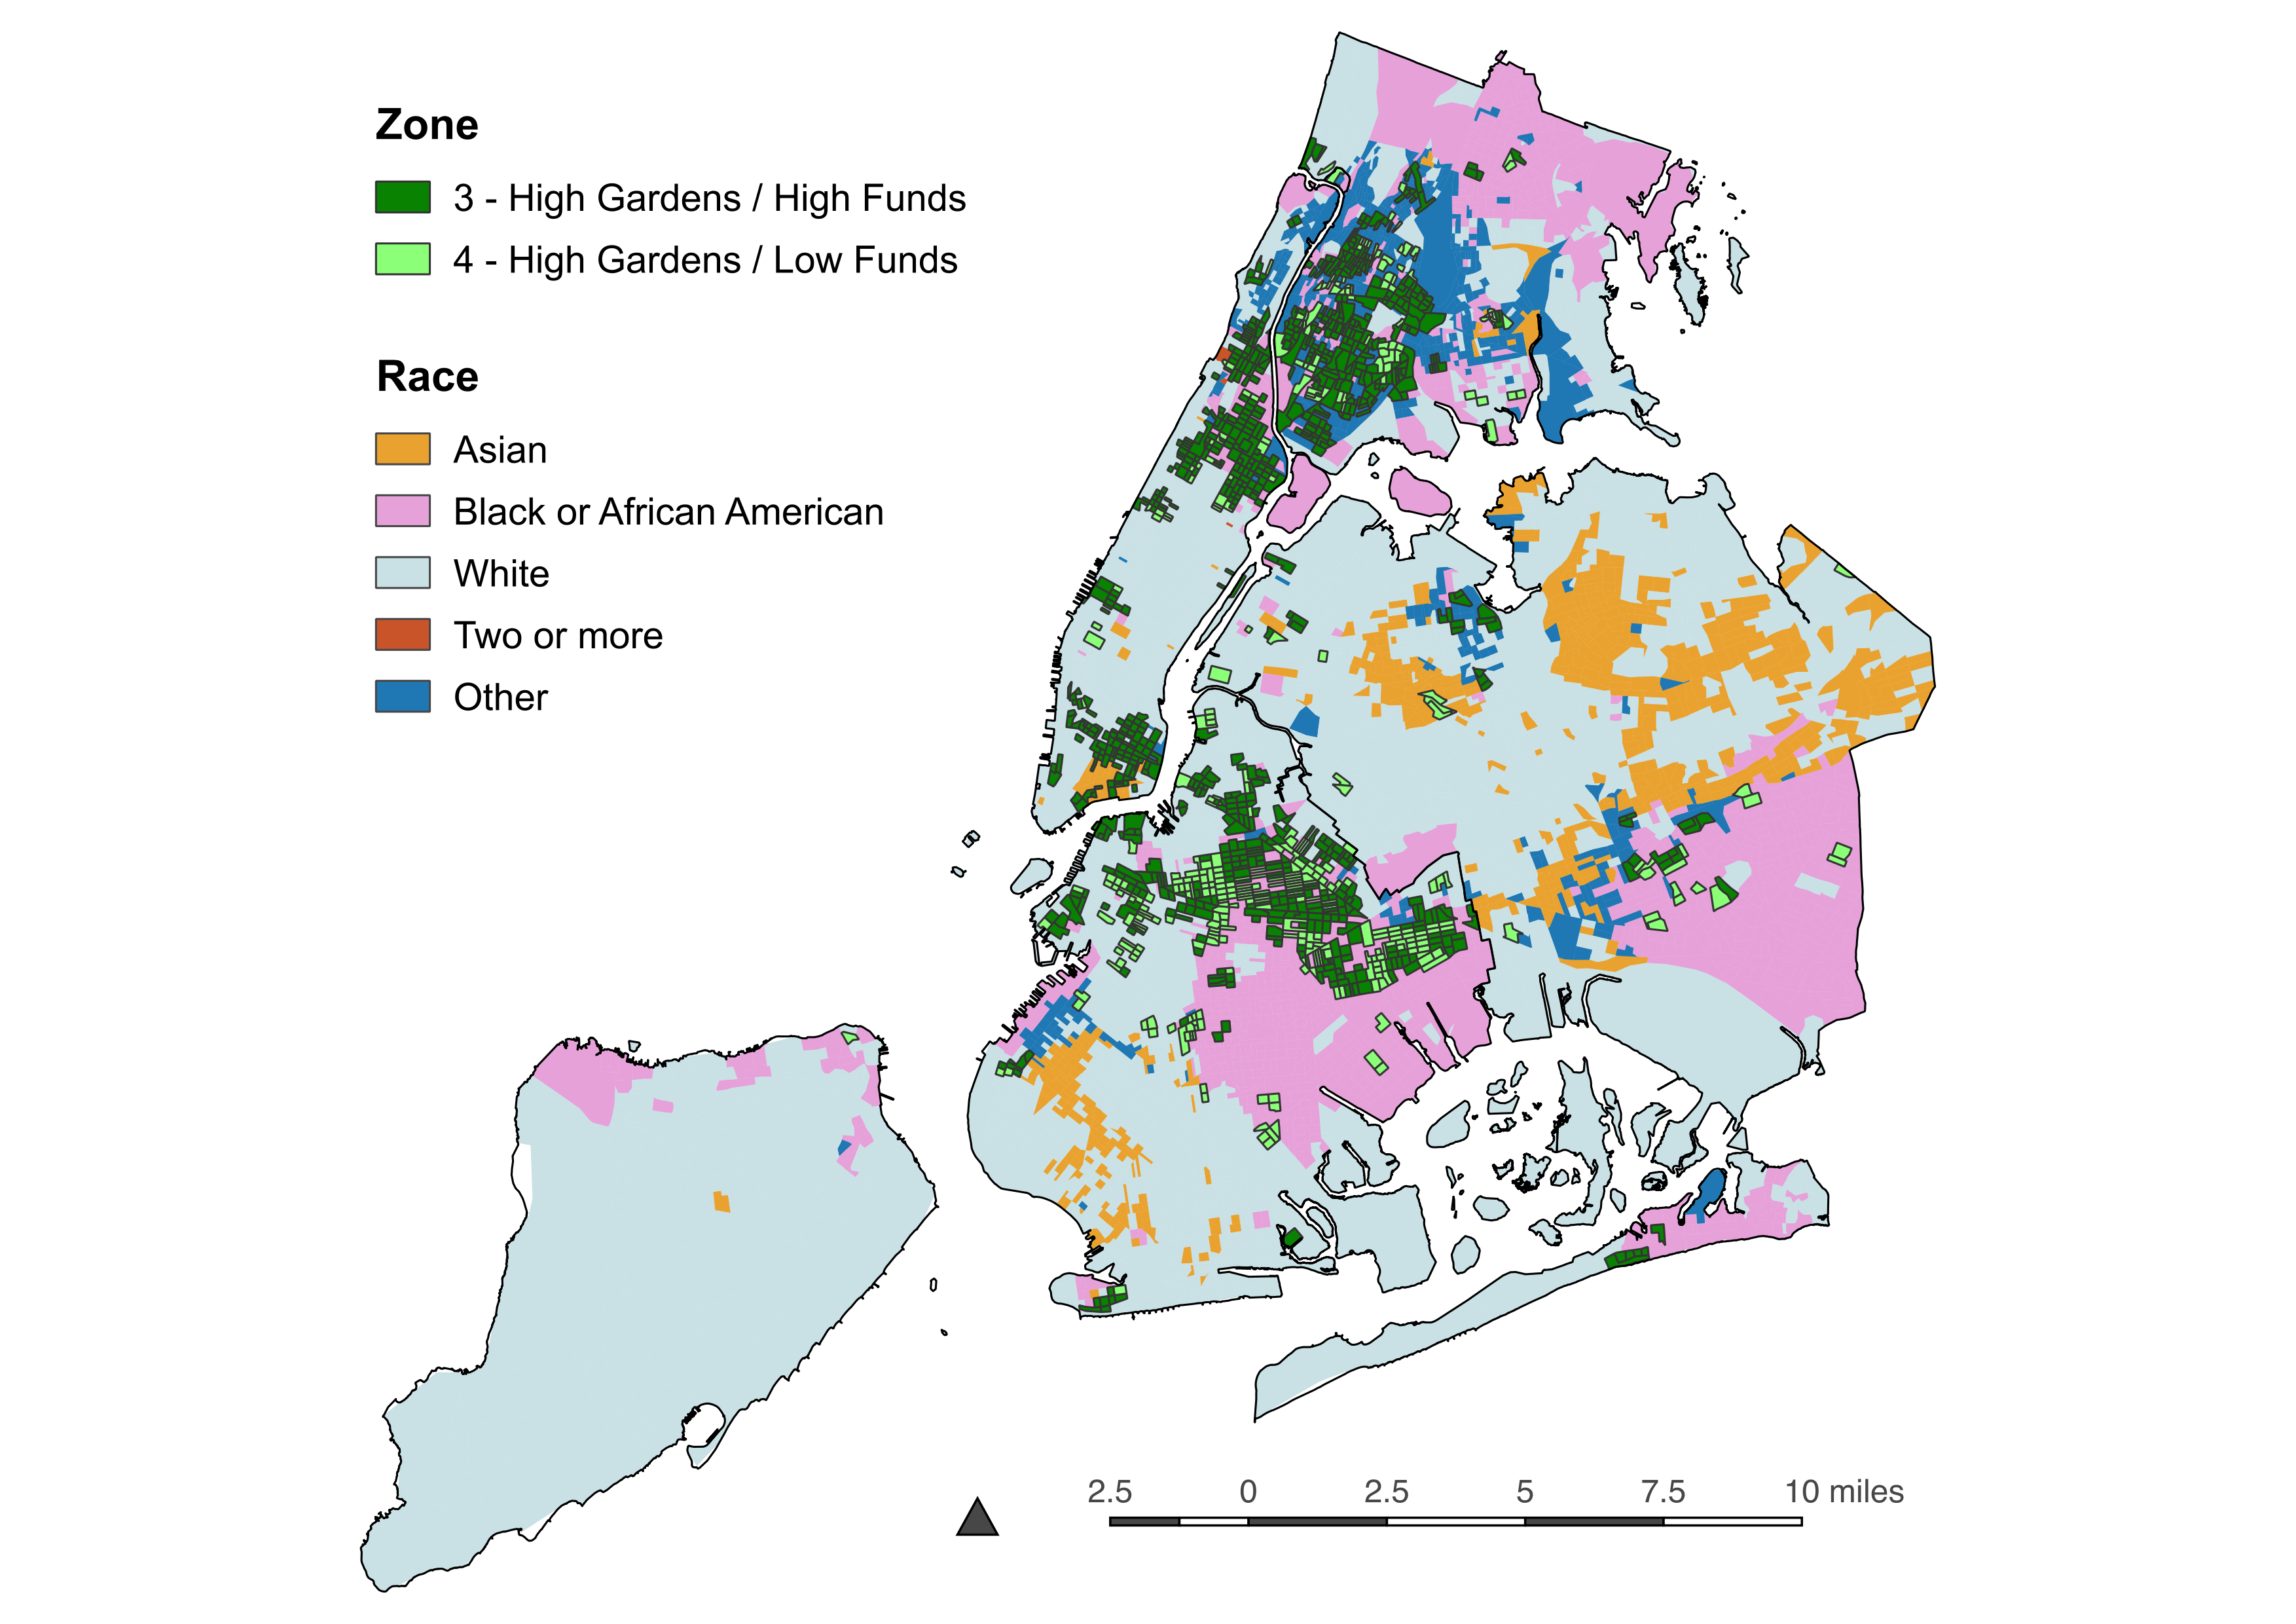 Zone
3 - High Gardens / High Funds
4 - High Gardens / Low Funds
Race
Asian
Black or African American
White
Two or more
Other
2.5 0 2.5 5 7.5 10 miles